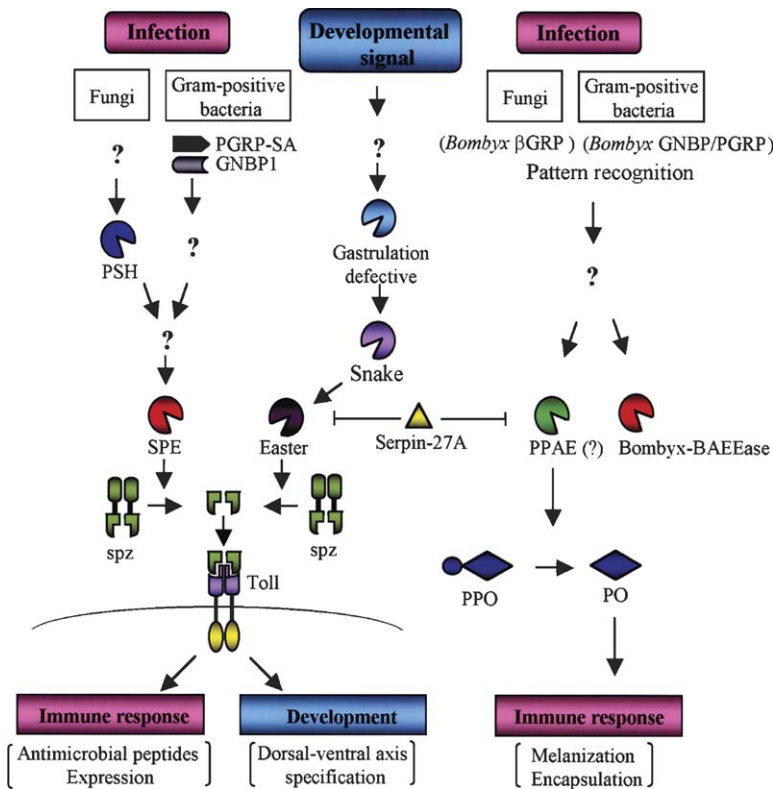 Infection
Fungi
Gram-positive
bacteria
?
PGRP-SA
GNBP1
PSH
?
?
SPE
spz
Developmental
signal
?
Gastrulation
defective
Snake
Easter
Serpin-27A
spz
Toll
Immune response
Antimicrobial peptides
Expression
Development
Dorsal-ventral axis
specification
Infection
Fungi
Gram-positive
bacteria
(Bombyx βGRP) (Bombyx GNBP/PGRP)
Pattern recognition
?
PPAE (?)
Bombyx-BAEEase
PPO
PO
Immune response
Melanization
Encapsulation